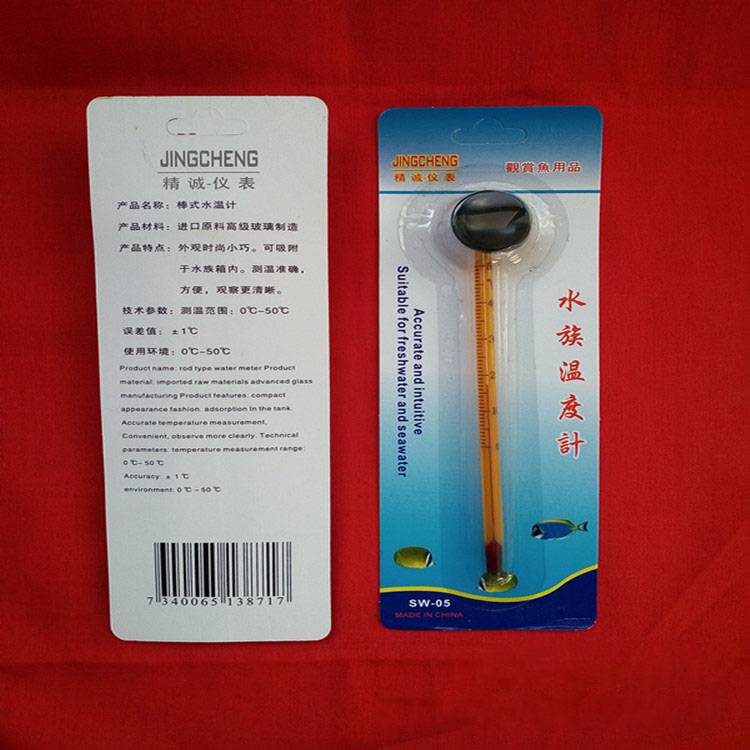 JINGCHENG
精诚-仪表
产品名称：棒式水温计
产品材料：进口原料高级玻璃制造
产品特点：外观时尚小巧。可吸附
于水族箱内。测温准确，
方便，观察更清晰。
技术参数：测温范围：0℃-50℃
误差值：±1℃
使用环境：0℃-50℃
Product name: rod type water meter Product
material: imported raw materials advanced glass
manufacturing Product features: compact
appearance fashion. adsorption In the tank.
Accurate temperature measurement,
Convenient, observe more clearly. Technical
parameters: temperature measurement range:
0℃-50℃
Accuracy: ±1℃
environment: 0℃-50℃
7 340065 138717
JINGCHENG
精诚-仪表
觀賞魚用品
水族温度計
Accurate and intuitive
Suitable for freshwater and seawater
SW-05
MADE IN CHINA